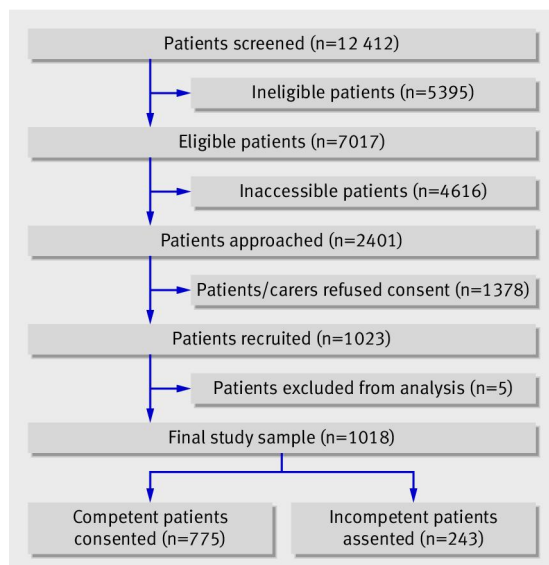 Patients screened (n=12 412)
Ineligible patients (n=5395)
Eligible patients (n=7017)
Inaccessible patients (n=4616)
Patients approached (n=2401)
Patients/carers refused consent (n=1378)
Patients recruited (n=1023)
Patients excluded from analysis (n=5)
Final study sample (n=1018)
Competent patients
consented (n=775)
Incompetent patients
assented (n=243)